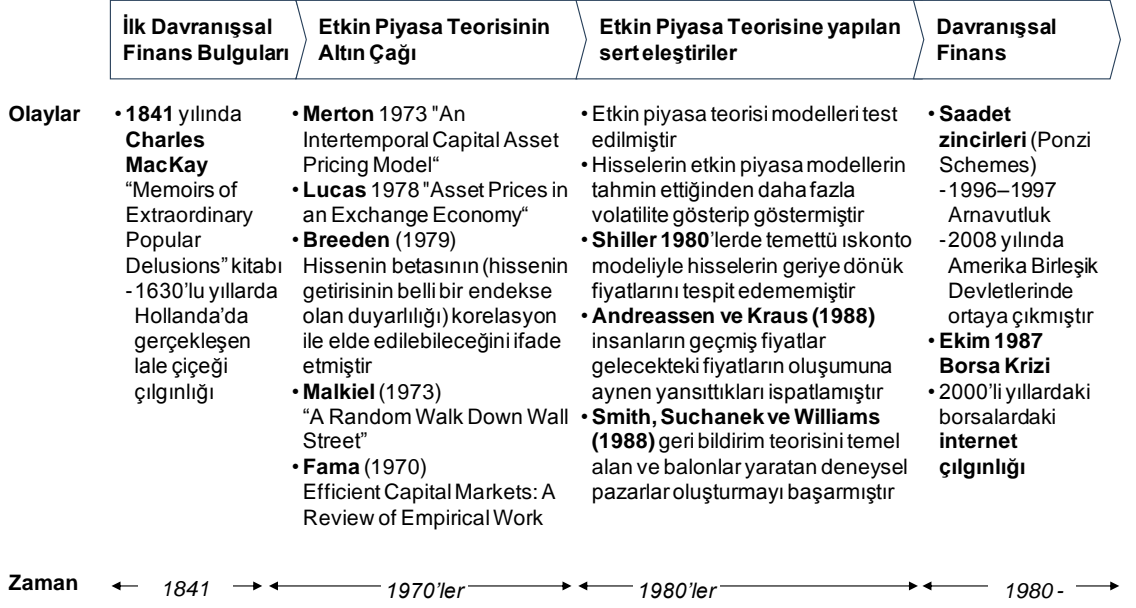 İlk Davranışsal
Finans Bulguları
Etkin Piyasa Teorisinin
Altın Çağı
Etkin Piyasa Teorisine yapılan
sert eleştiriler
Davranışsal
Finans
Olaylar
• 1841 yılında
Charles
MacKay
“Memoirs of
Extraordinary
Popular
Delusions” kitabı
- 1630’lu yıllarda
Hollanda’da
gerçekleşen
lale çiçeği
çılgınlığı
• Merton 1973 "An
Intertemporal Capital Asset
Pricing Model“
• Lucas 1978 "Asset Prices in
an Exchange Economy“
• Breeden (1979)
Hissenin betasının (hissenin
getirisinin belli bir endekse
olan duyarlılığı) korelasyon
ile elde edilebileceğini ifade
etmiştir
• Malkiel (1973)
“A Random Walk Down Wall
Street”
• Fama (1970)
Efficient Capital Markets: A
Review of Empirical Work
• Etkin piyasa teorisi modelleri test
edilmiştir
• Hisselerin etkin piyasa modellerin
tahmin ettiğinden daha fazla
volatilite gösterip göstermiştir
• Shiller 1980’lerde temettü ıskonto
modeliyle hisselerin geriye dönük
fiyatlarını tespit edememiştir
• Andreassen ve Kraus (1988)
insanların geçmiş fiyatlar
gelecekteki fiyatların oluşumuna
aynen yansıttıkları ispatlamıştır
• Smith, Suchanek ve Williams
(1988) geri bildirim teorisini temel
alan ve balonlar yaratan deneysel
pazarlar oluşturmayı başarmıştır
• Saadet
zincirleri (Ponzi
Schemes)
- 1996–1997
Arnavutluk
- 2008 yılında
Amerika Birleşik
Devletlerinde
ortaya çıkmıştır
• Ekim 1987
Borsa Krizi
• 2000’li yıllardaki
borsalardaki
internet
çılgınlığı
Zaman
1841
1970’ler
1980’ler
1980 -